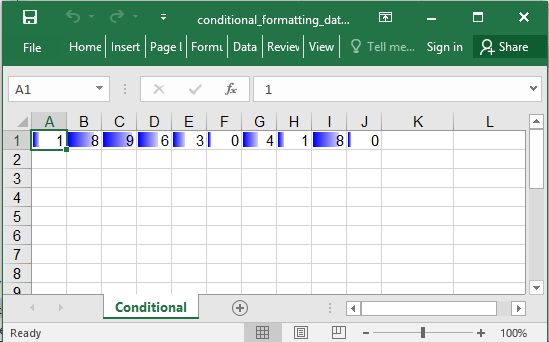 conditional_formatting_dat...
File Home Insert Page L Formu Data Reviev View Tell me... Sign in Share
A1 fx 1
A B C D E F G H I J K L
1 1 8 9 6 3 0 4 1 8 0
2
3
4
5
6
7
8
9
Conditional
Ready 100%